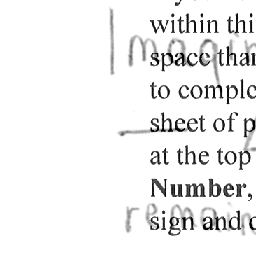 within thi
Imagin
space than
to comple
sheet of p
at the top
Number,
remain
sign and